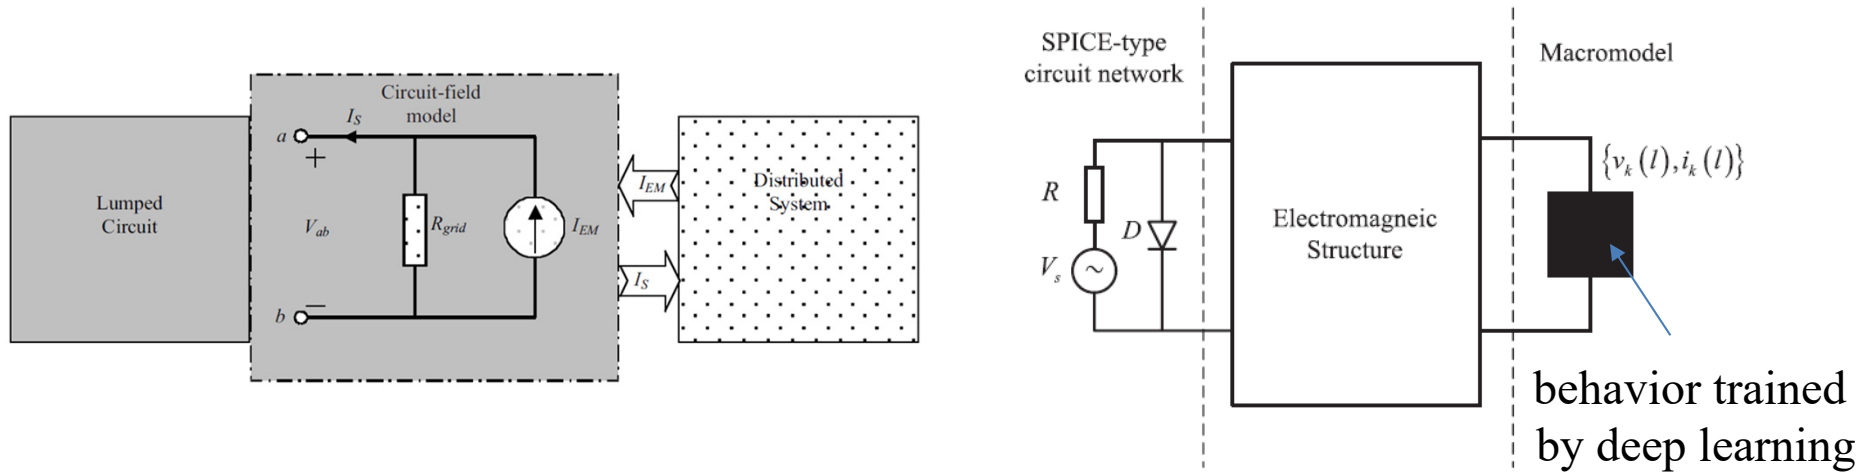 Circuit-field
model
I_S
a
+
Lumped
Circuit
V_ab
R_grid
I_EM
b
−
I_EM
I_S
Distributed
System
SPICE-type
circuit network
Macromodel
R
D
V_s
~
Electromagneic
Structure
{v_k(l),i_k(l)}
behavior trained
by deep learning